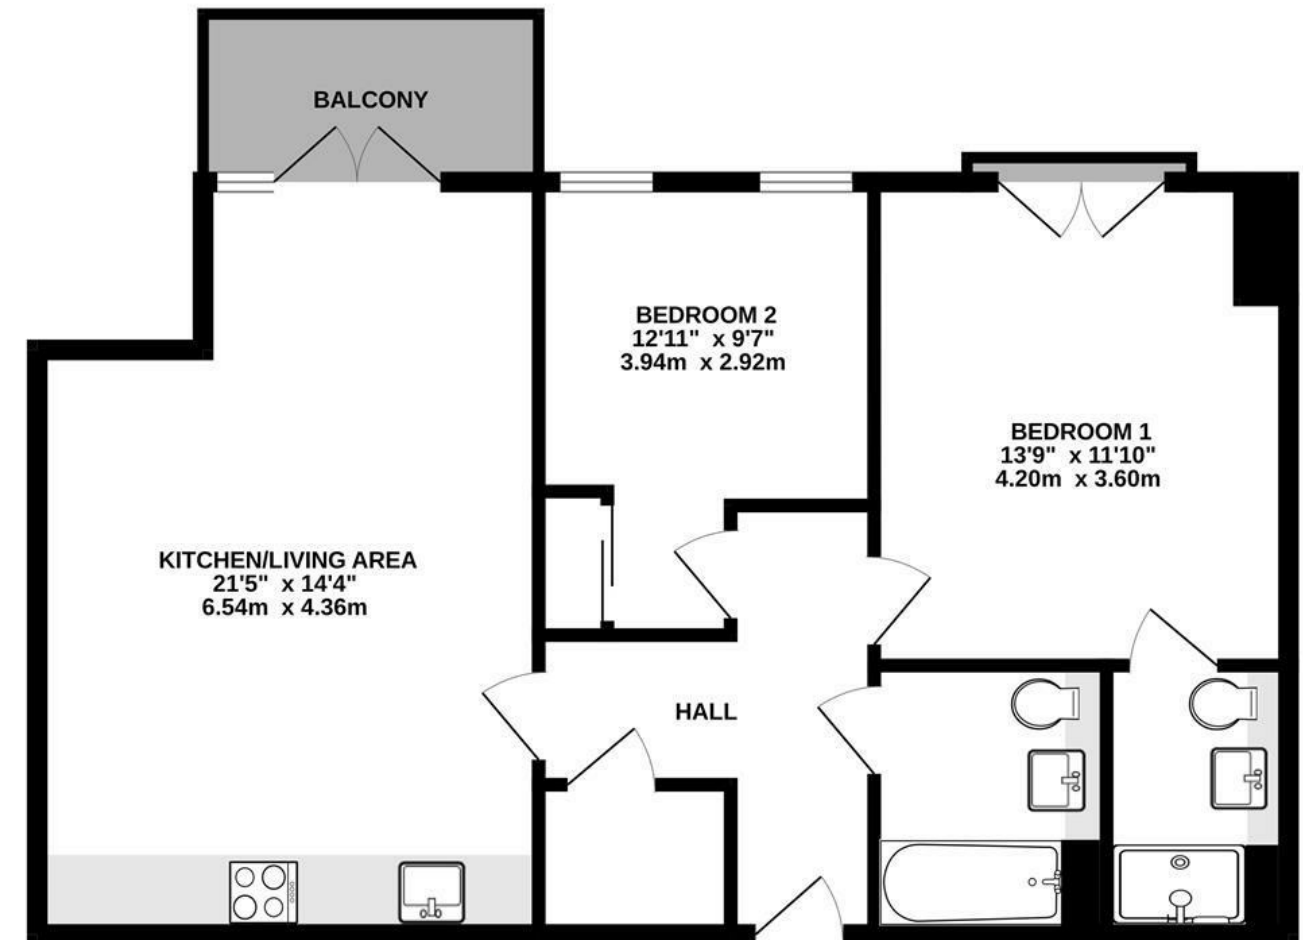 BALCONY
BEDROOM 2
12'11" x 9'7"
3.94m x 2.92m
BEDROOM 1
13'9" x 11'10"
4.20m x 3.60m
KITCHEN/LIVING AREA
21'5" x 14'4"
6.54m x 4.36m
HALL